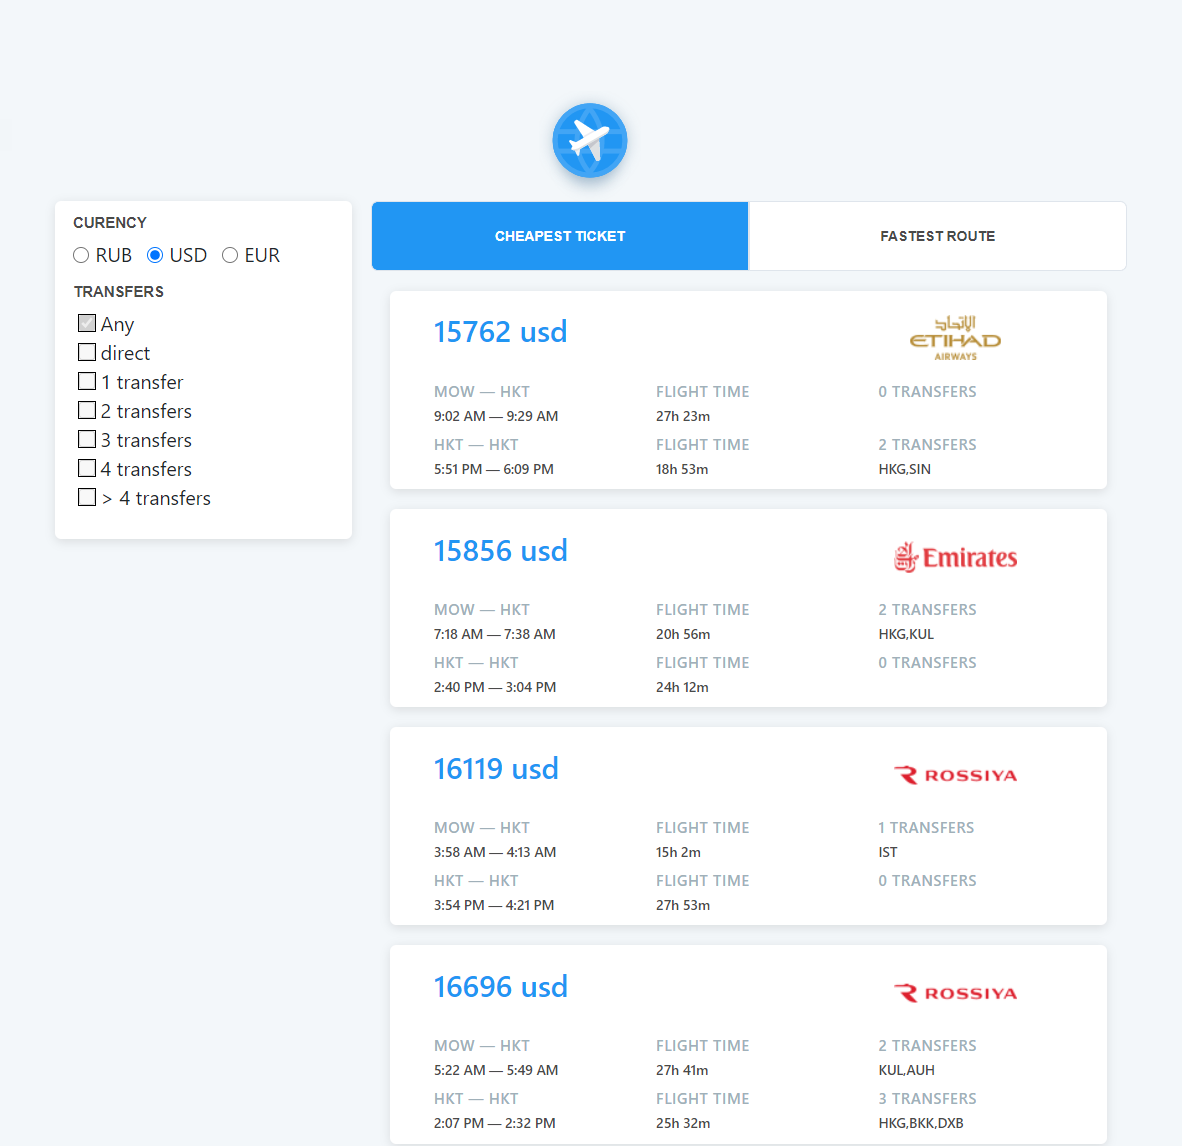 CURENCY
RUB USD EUR
TRANSFERS
Any
direct
1 transfer
2 transfers
3 transfers
4 transfers
> 4 transfers
CHEAPEST TICKET FASTEST ROUTE
15762 usd
الإتحاد
ETIHAD
AIRWAYS
MOW — HKT FLIGHT TIME 0 TRANSFERS
9:02 AM — 9:29 AM 27h 23m
HKT — HKT FLIGHT TIME 2 TRANSFERS
5:51 PM — 6:09 PM 18h 53m HKG,SIN
15856 usd Emirates
MOW — HKT FLIGHT TIME 2 TRANSFERS
7:18 AM — 7:38 AM 20h 56m HKG,KUL
HKT — HKT FLIGHT TIME 0 TRANSFERS
2:40 PM — 3:04 PM 24h 12m
16119 usd ROSSIYA
MOW — HKT FLIGHT TIME 1 TRANSFERS
3:58 AM — 4:13 AM 15h 2m IST
HKT — HKT FLIGHT TIME 0 TRANSFERS
3:54 PM — 4:21 PM 27h 53m
16696 usd ROSSIYA
MOW — HKT FLIGHT TIME 2 TRANSFERS
5:22 AM — 5:49 AM 27h 41m KUL,AUH
HKT — HKT FLIGHT TIME 3 TRANSFERS
2:07 PM — 2:32 PM 25h 32m HKG,BKK,DXB